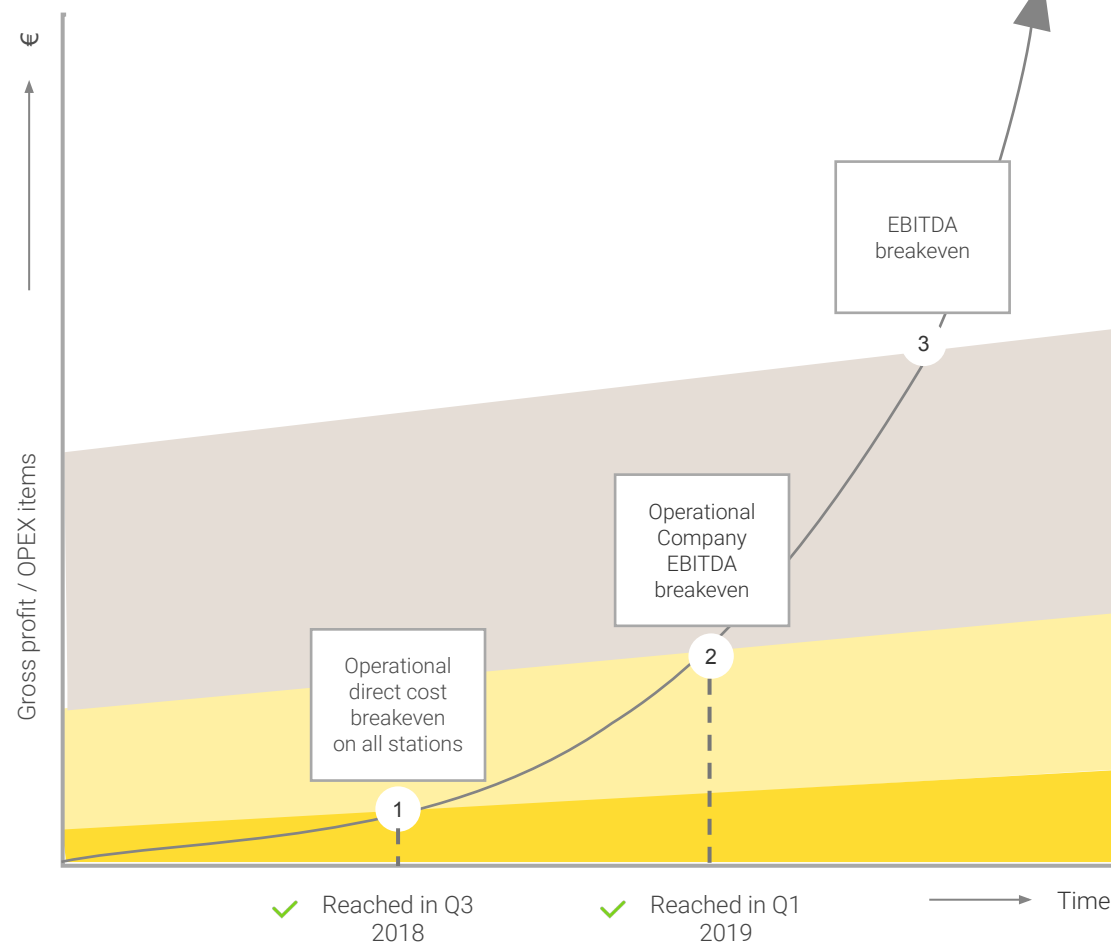 €
Gross profit / OPEX items
EBITDA
breakeven
3
Operational
Company
EBITDA
breakeven
2
Operational
direct cost
breakeven
on all stations
1
Reached in Q3
2018
Reached in Q1
2019
Time